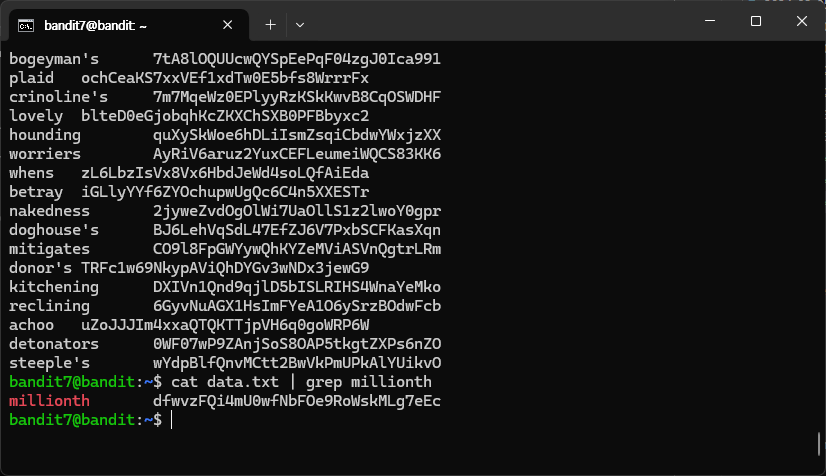 bandit7@bandit: ~
bogeyman's 7tA8lOQUUcwQYSpEePqF04zgJ0Ica991
plaid ochCeaKS7xxVEf1xdTw0E5bfs8WrrrFx
crinoline's 7m7MqeWz0EPlyyRzKSkKwvB8CqOSWDHF
lovely blteD0eGjobqhKcZKXChSXB0PFBbyxc2
hounding quXySkWoe6hDLiIsmZsqiCbdwYWxjzXX
worriers AyRiV6aruz2YuxCEFLeumeiWQCS83KK6
whens zL6LbzIsVx8Vx6HbdJeWd4soLQfAiEda
betray iGLlyYYf6ZYOchupwUgQc6C4n5XXESTr
nakedness 2jyweZvdOgOlWi7UaOllS1z2lwoY0gpr
doghouse's BJ6LehVqSdL47EfZJ6V7PxbSCFKasXqn
mitigates CO9l8FpGWYywQhKYZeMViASVnQgtrLRm
donor's TRFc1w69NkypAViQhDYGv3wNDx3jewG9
kitchening DXIVn1Qnd9qjlD5bISLRIHS4WnaYeMko
reclining 6GyvNuAGX1HsImFYeA1O6ySrzBOdwFcb
achoo uZoJJJIm4xxaQTQKTTjpVH6q0goWRP6W
detonators 0WF07wP9ZAnjSoS8OAP5tkgtZXPs6nZO
steeple's wYdpBlfQnvMCtt2BwVkPmUPkAlYUikvO
bandit7@bandit:~$ cat data.txt | grep millionth
millionth dfwvzFQi4mU0wfNbFOe9RoWskMLg7eEc
bandit7@bandit:~$